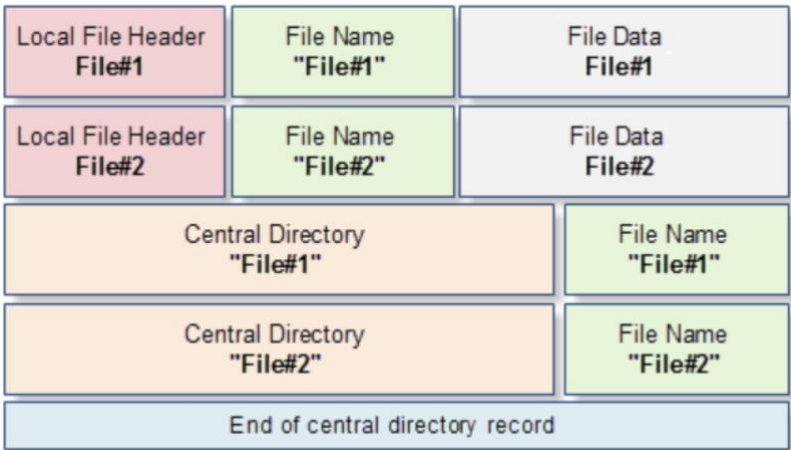 Local File Header
File#1
File Name
"File#1"
File Data
File#1
Local File Header
File#2
File Name
"File#2"
File Data
File#2
Central Directory
"File#1"
File Name
"File#1"
Central Directory
"File#2"
File Name
"File#2"
End of central directory record